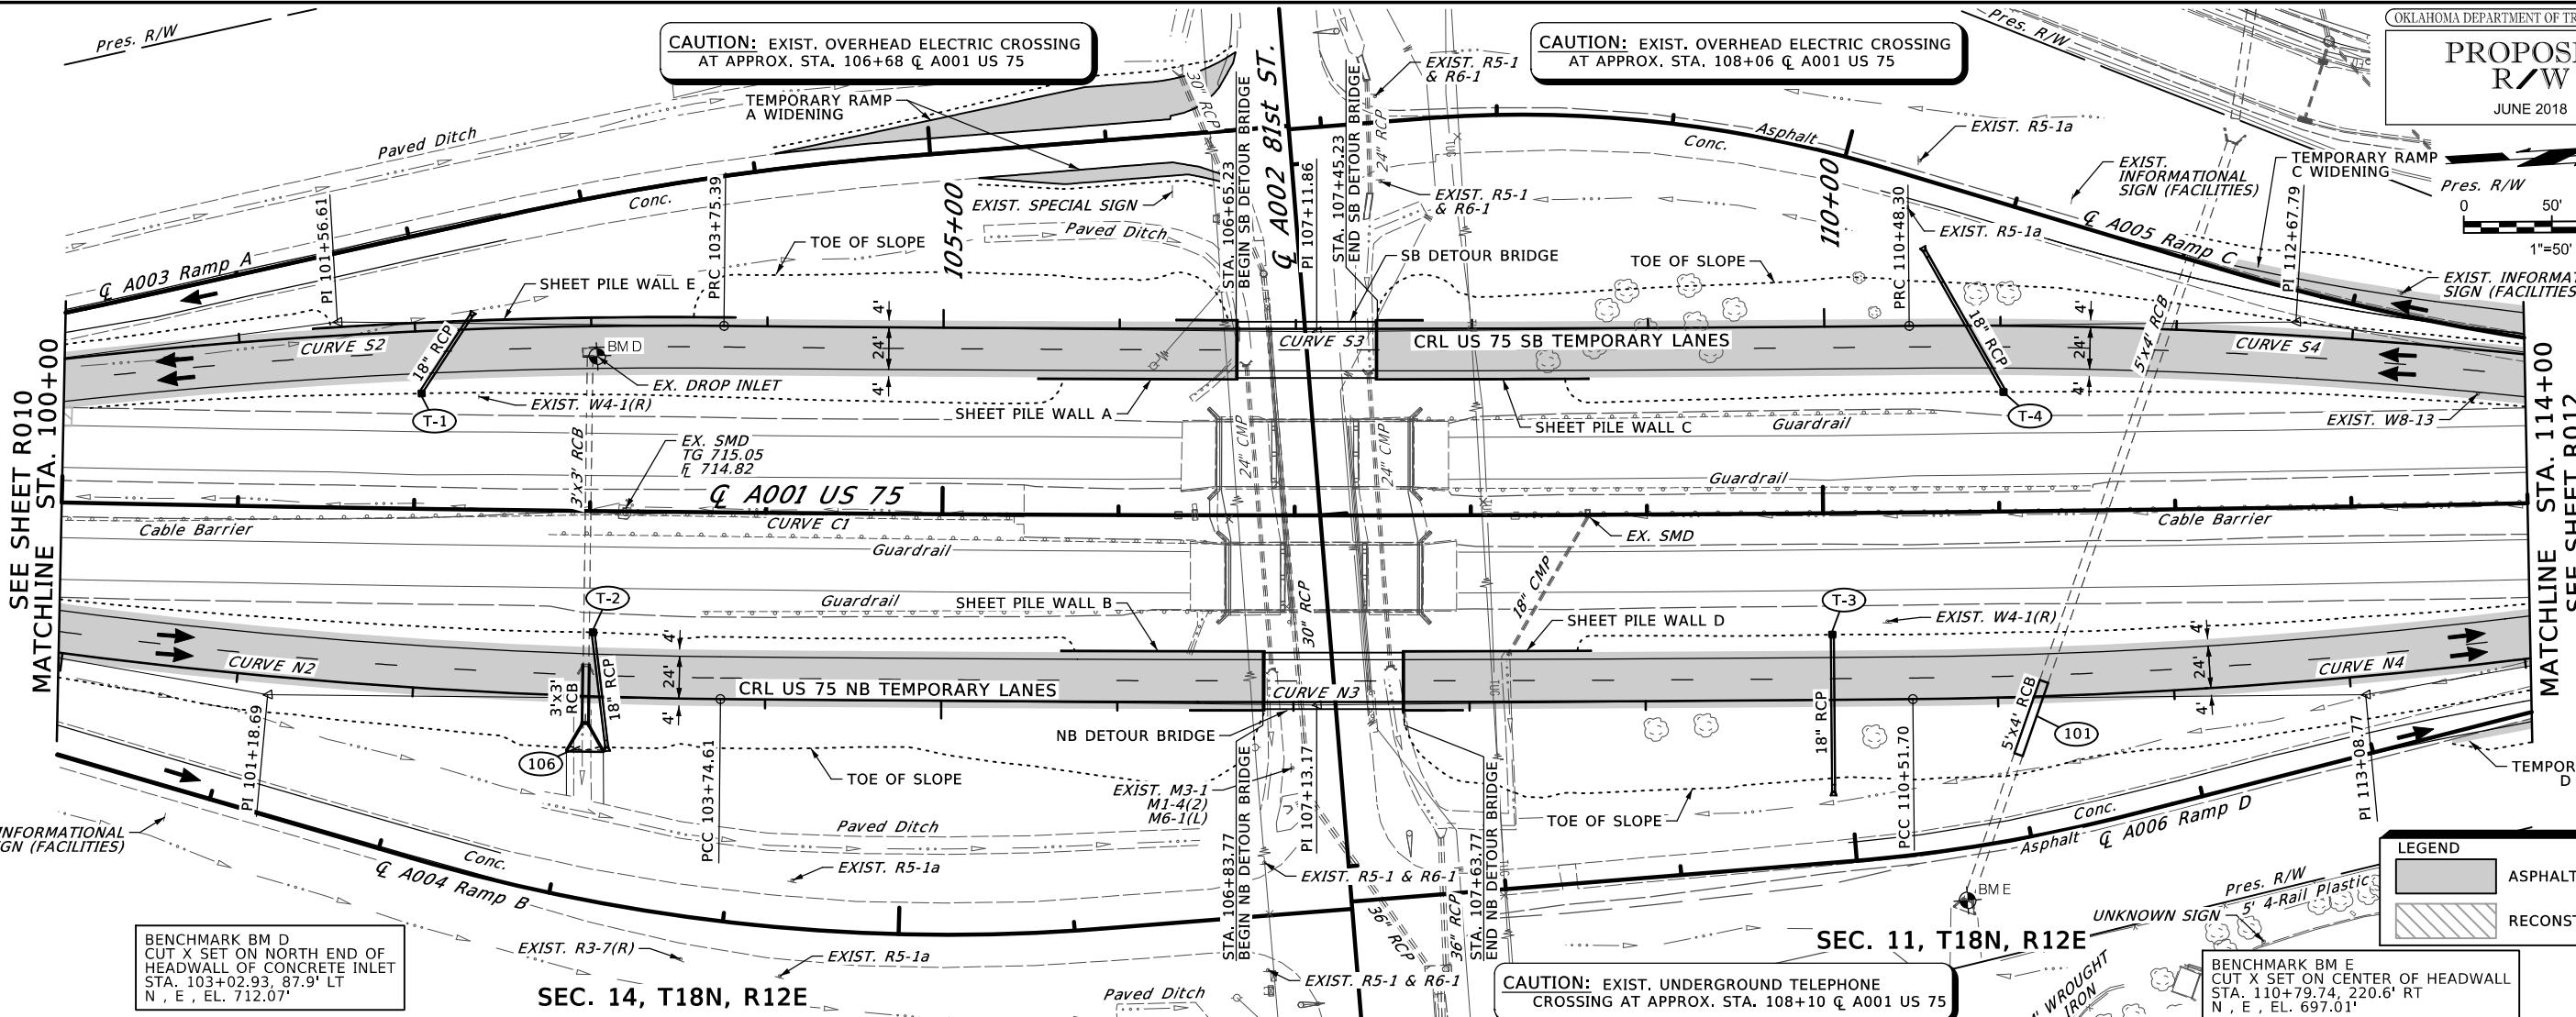 Pres. R/W
CAUTION: EXIST. OVERHEAD ELECTRIC CROSSING
AT APPROX. STA. 106+68 ℄ A001 US 75
CAUTION: EXIST. OVERHEAD ELECTRIC CROSSING
AT APPROX. STA. 108+06 ℄ A001 US 75
Pres. R/W
OKLAHOMA DEPARTMENT OF TR
PROPOSE
R/W
JUNE 2018
Pres. R/W
0 50'
1"=50'
TEMPORARY RAMP
A WIDENING
Paved Ditch
30" RCP
STA. 106+65.23
BEGIN SB DETOUR BRIDGE
℄ A002 81st ST.
PI 107+11.86
STA. 107+45.23
END SB DETOUR BRIDGE
24" RCP
EXIST. R5-1
& R6-1
EXIST. R5-1
& R6-1
Conc.
Asphalt
EXIST. R5-1a
EXIST.
INFORMATIONAL
SIGN (FACILITIES)
TEMPORARY RAMP
C WIDENING
PI 101+56.61
Conc.
PRC 103+75.39
105+00
EXIST. SPECIAL SIGN
Paved Ditch
110+00
PRC 110+48.30
EXIST. R5-1a
℄ A005 Ramp C
PI 112+67.79
EXIST. INFORMAT
SIGN (FACILITIES
℄ A003 Ramp A
TOE OF SLOPE
SHEET PILE WALL E
SB DETOUR BRIDGE
TOE OF SLOPE
5'x4' RCB
SEE SHEET R010
MATCHLINE STA. 100+00
CURVE S2
18" RCP
BM D
4'
24'
4'
CURVE S3
CRL US 75 SB TEMPORARY LANES
18" RCP
4'
24'
4'
CURVE S4
EX. DROP INLET
EXIST. W4-1(R)
T-1
SHEET PILE WALL A
SHEET PILE WALL C
Guardrail
T-4
EXIST. W8-13
MATCHLINE STA. 114+00
SEE SHEET R012
3'x3' RCB
EX. SMD
TG 715.05
℄ 714.82
24" CMP
24" CMP
Guardrail
℄ A001 US 75
CURVE C1
Cable Barrier
Guardrail
EX. SMD
Cable Barrier
18" CMP
T-2
Guardrail
SHEET PILE WALL B
30" RCP
SHEET PILE WALL D
T-3
EXIST. W4-1(R)
CURVE N2
3'x3'
RCB
18" RCP
4'
24'
4'
CRL US 75 NB TEMPORARY LANES
CURVE N3
18" RCP
5'x4' RCB
4'
24'
4'
CURVE N4
101
106
PI 101+18.69
PCC 103+74.61
TOE OF SLOPE
NB DETOUR BRIDGE
STA. 106+83.77
BEGIN NB DETOUR BRIDGE
PI 107+13.17
STA. 107+63.77
END NB DETOUR BRIDGE
EXIST. M3-1
M1-4(2)
M6-1(L)
TOE OF SLOPE
PCC 110+51.70
Conc.
Asphalt
℄ A006 Ramp D
PI 113+08.77
TEMPOR
D
INFORMATIONAL
GN (FACILITIES)
Conc.
℄ A004 Ramp B
Paved Ditch
EXIST. R5-1a
EXIST. R5-1 & R6-1
36" RCP
36" RCP
BM E
Pres. R/W
5' 4-Rail Plastic
UNKNOWN SIGN
LEGEND
ASPHALT
RECONST
BENCHMARK BM D
CUT X SET ON NORTH END OF
HEADWALL OF CONCRETE INLET
STA. 103+02.93, 87.9' LT
N , E , EL. 712.07'
EXIST. R3-7(R)
EXIST. R5-1a
SEC. 14, T18N, R12E
Paved Ditch
EXIST. R5-1 & R6-1
SEC. 11, T18N, R12E
CAUTION: EXIST. UNDERGROUND TELEPHONE
CROSSING AT APPROX. STA. 108+10 ℄ A001 US 75
WROUGHT
IRON
BENCHMARK BM E
CUT X SET ON CENTER OF HEADWALL
STA. 110+79.74, 220.6' RT
N , E , EL. 697.01'